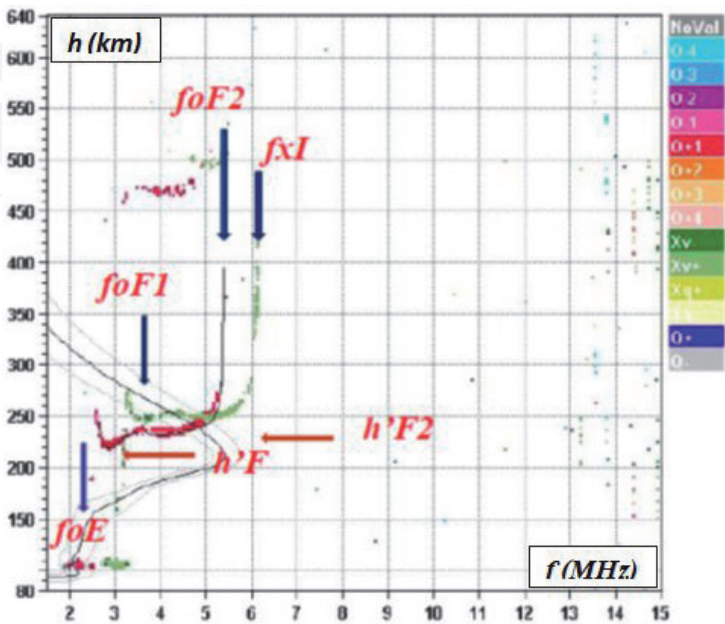 640
h (km)
600
550
500
450
400
350
300
250
200
150
80
foF2
fxI
foF1
h'F2
h'F
foE
f (MHz)
2 3 4 5 6 7 8 9 10 11 12 13 14 15
NoVal
O-4
O-3
O-2
O-1
O+1
O+2
O+3
O+4
Xv-
Xv+
O+
O-